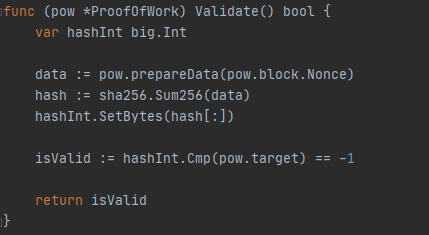 func (pow *ProofOfWork) Validate() bool {
    var hashInt big.Int

    data := pow.prepareData(pow.block.Nonce)
    hash := sha256.Sum256(data)
    hashInt.SetBytes(hash[:])

    isValid := hashInt.Cmp(pow.target) == -1

    return isValid
}